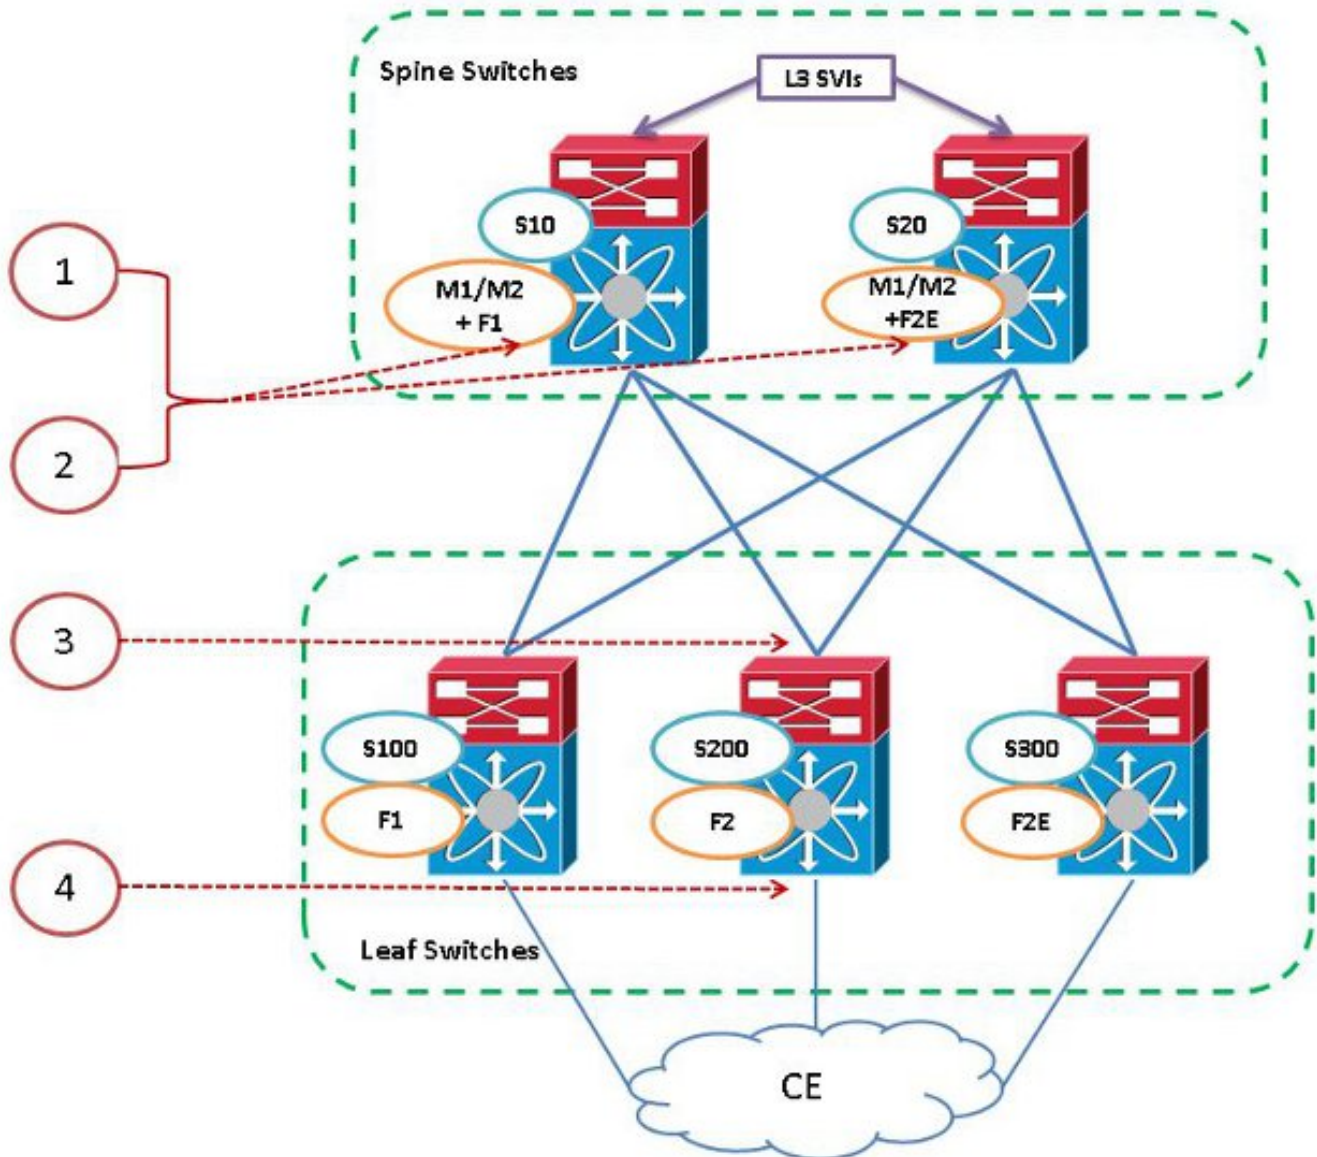 Spine Switches
L3 SVIs
S10
S20
1
M1/M2
+ F1
M1/M2
+F2E
2
3
S100
S200
S300
F1
F2
F2E
4
Leaf Switches
CE